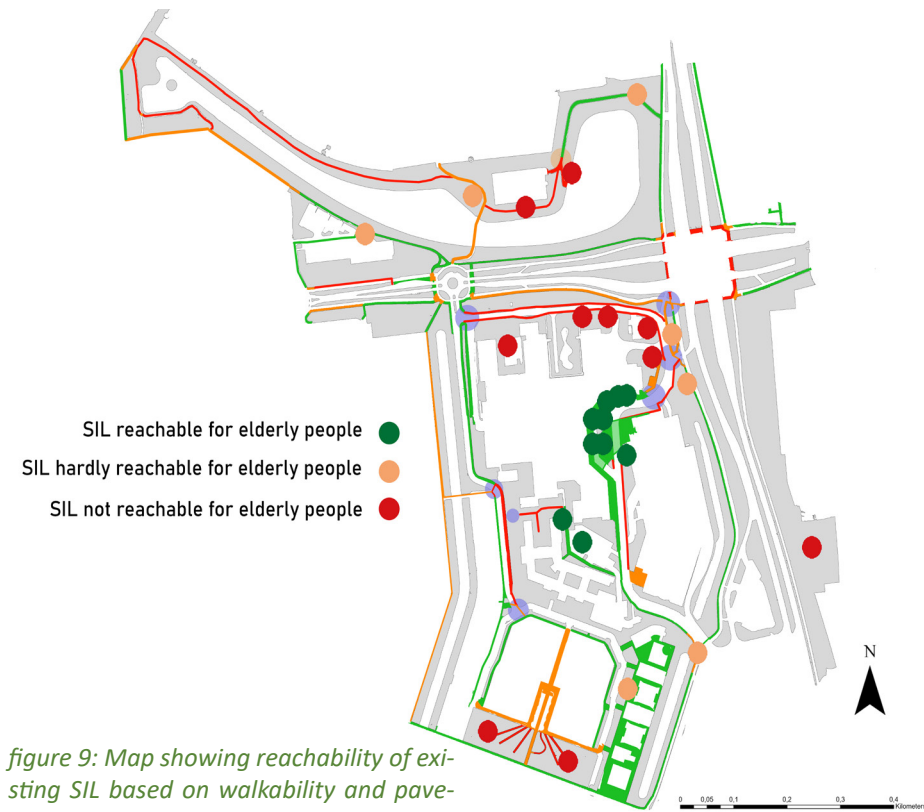 SIL reachable for elderly people
SIL hardly reachable for elderly people
SIL not reachable for elderly people
N
figure 9: Map showing reachability of exi-
sting SIL based on walkability and pave-
0 0,05 0,1 0,2 0,3 0,4
Kilometers